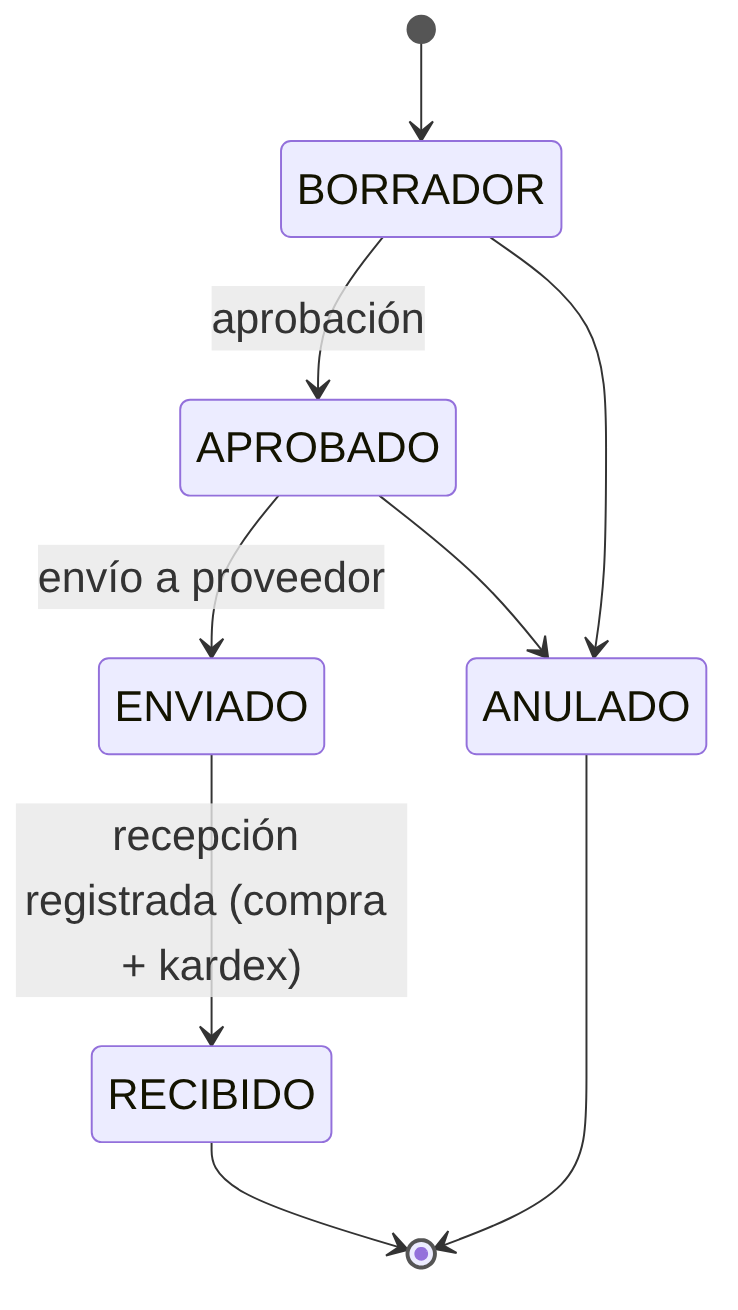 BORRADOR
aprobación
APROBADO
envío a proveedor
ENVIADO
ANULADO
recepción
registrada (compra
+ kardex)
RECIBIDO